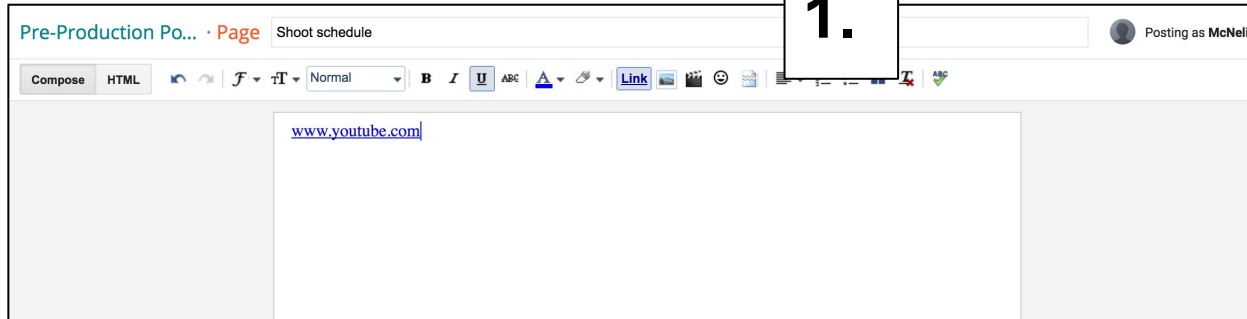 1.
Pre-Production Po... · Page Shoot schedule Posting as McNeli
Compose HTML Normal B I U ABC A Link ABC
www.youtube.com